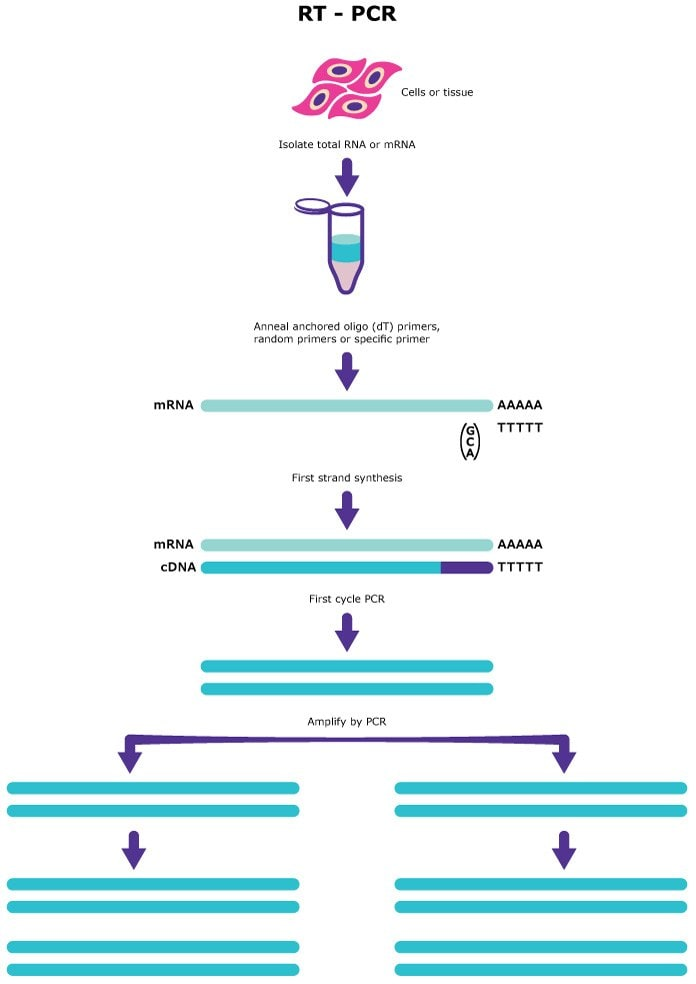 RT - PCR
Cells or tissue
Isolate total RNA or mRNA
Anneal anchored oligo (dT) primers,
random primers or specific primer
mRNA AAAAA
TTTTT
(G
C
A)
First strand synthesis
mRNA AAAAA
cDNA TTTTT
First cycle PCR
Amplify by PCR